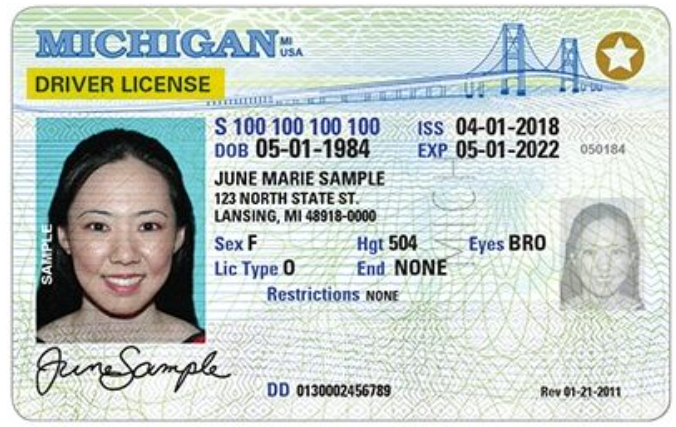 MICHIGAN MI USA
DRIVER LICENSE
S 100 100 100 100 ISS 04-01-2018
DOB 05-01-1984 EXP 05-01-2022 050184
JUNE MARIE SAMPLE
123 NORTH STATE ST.
LANSING, MI 48918-0000
Sex F Hgt 504 Eyes BRO
Lic Type O End NONE
Restrictions NONE
SAMPLE
June Sample
DD 0130002456789 Rev 01-21-2011